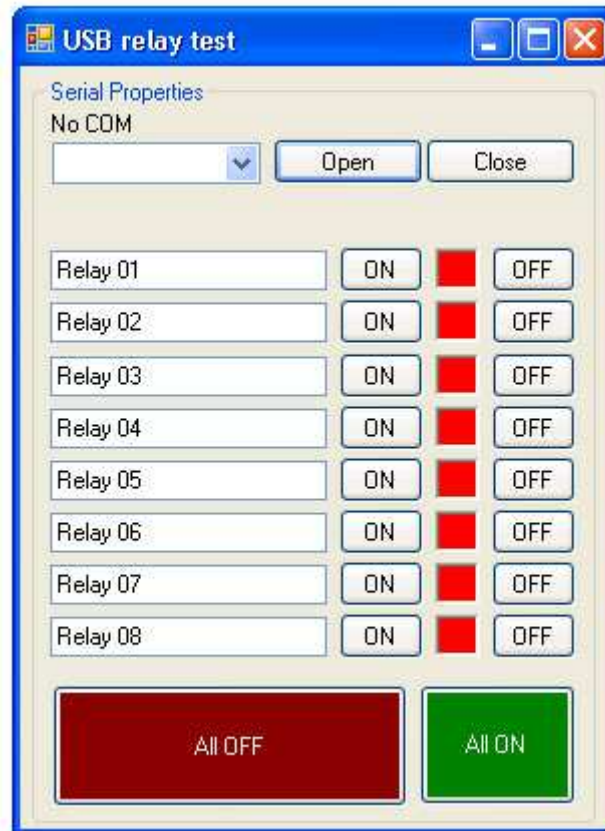 USB relay test
Serial Properties
No COM
Open Close
Relay 01 ON OFF
Relay 02 ON OFF
Relay 03 ON OFF
Relay 04 ON OFF
Relay 05 ON OFF
Relay 06 ON OFF
Relay 07 ON OFF
Relay 08 ON OFF
All OFF All ON